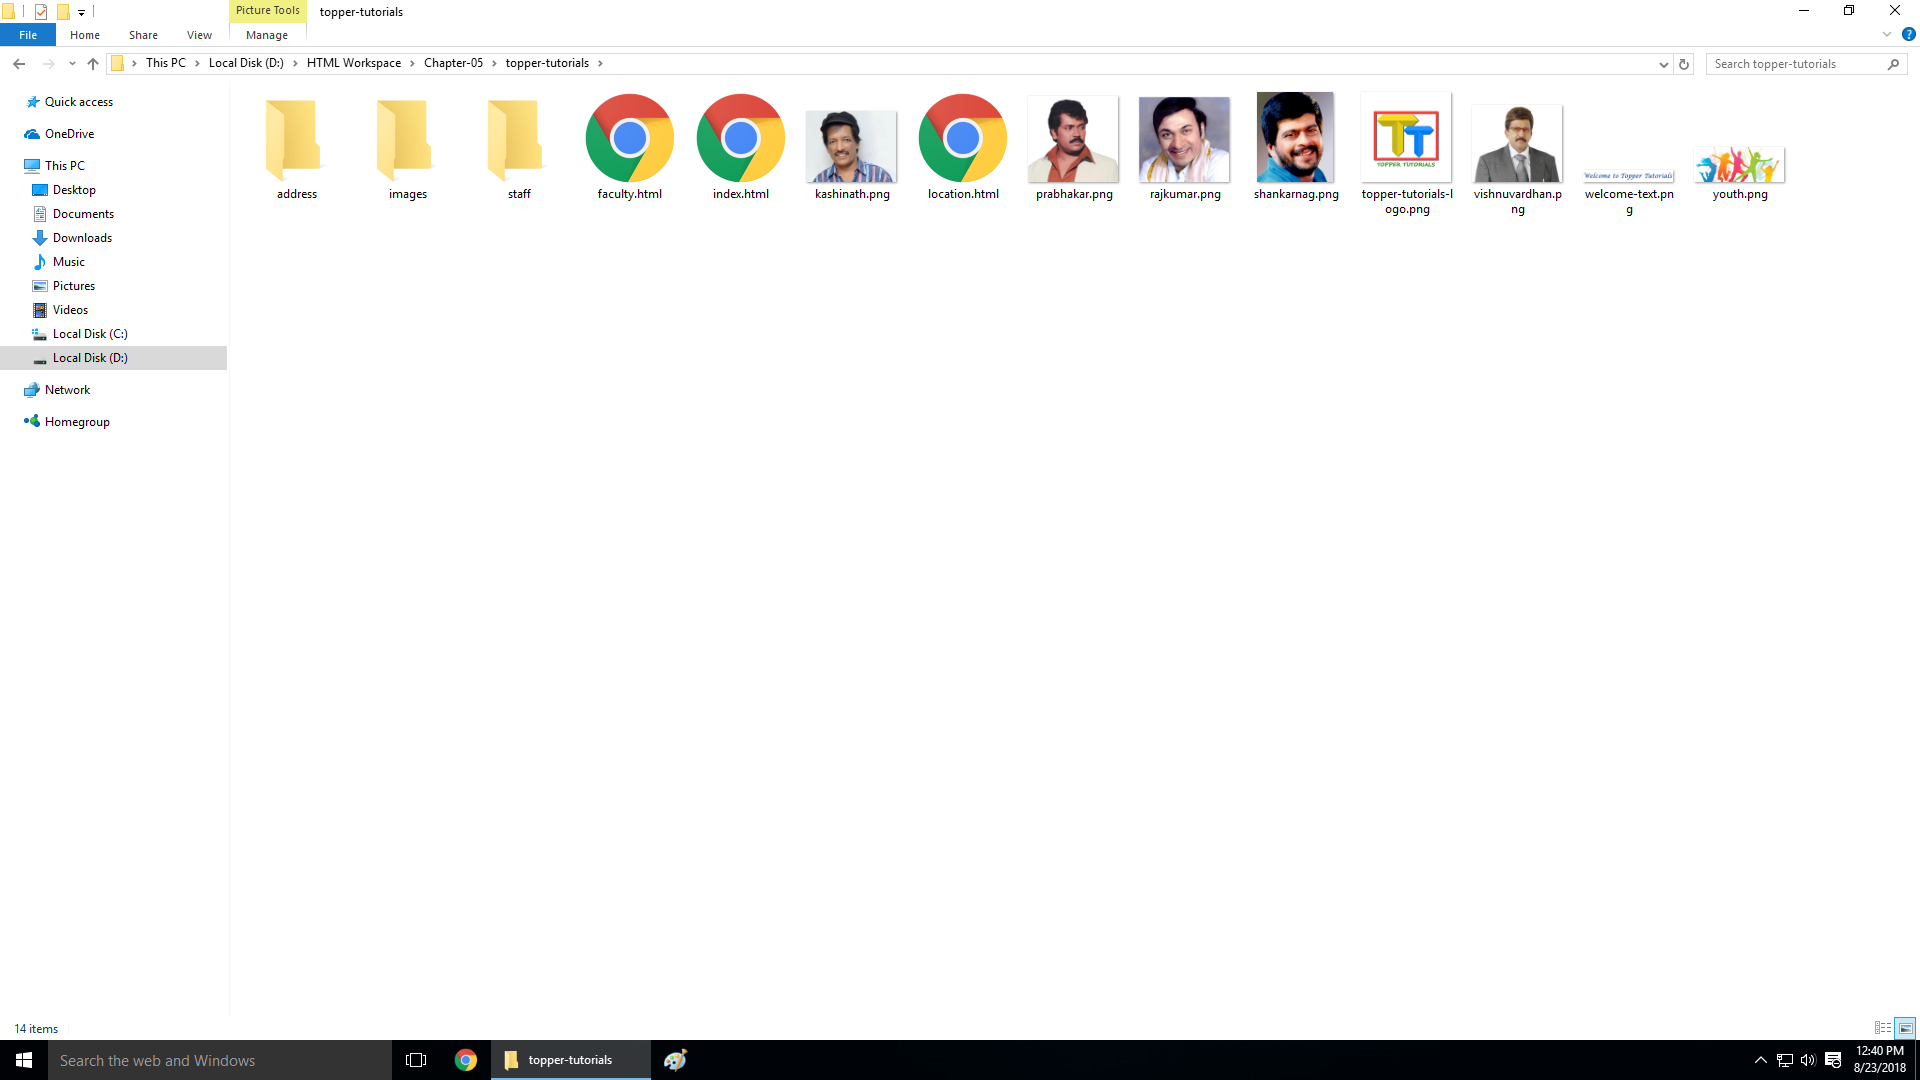 Picture Tools
topper-tutorials
File
Home
Share
View
Manage
This PC
Local Disk (D:)
HTML Workspace
Chapter-05
topper-tutorials
Search topper-tutorials
Quick access
OneDrive
This PC
Desktop
Documents
Downloads
Music
Pictures
Videos
Local Disk (C:)
Local Disk (D:)
Network
Homegroup
address
images
staff
faculty.html
index.html
kashinath.png
location.html
prabhakar.png
rajkumar.png
shankarnag.png
TT
TOPPER TUTORIALS
topper-tutorials-l
ogo.png
vishnuvardhan.p
ng
Welcome to Topper Tutorials
welcome-text.pn
g
youth.png
14 items
Search the web and Windows
topper-tutorials
12:40 PM
8/23/2018